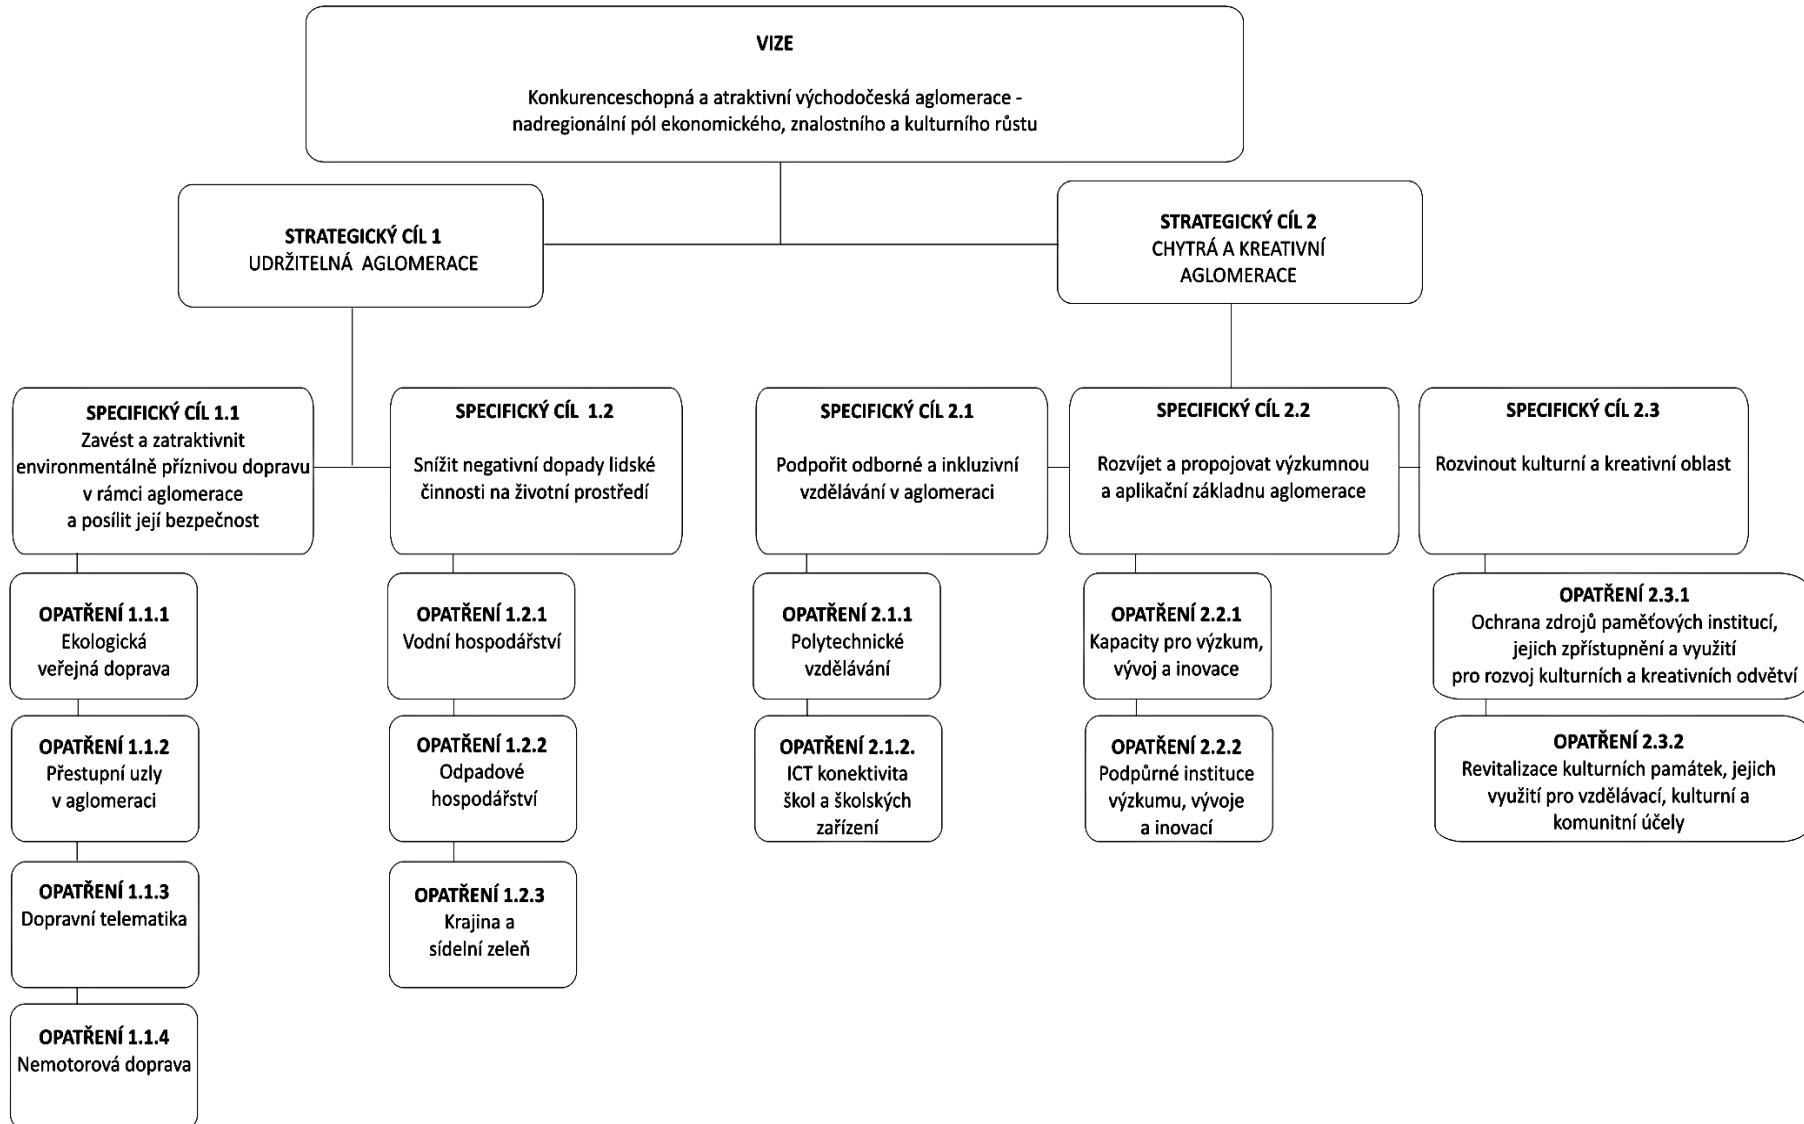 VIZE
Konkurenceschopná a atraktivní východočeská aglomerace -
nadregionální pól ekonomického, znalostního a kulturního růstu
STRATEGICKÝ CÍL 1
UDRŽITELNÁ AGLOMERACE
STRATEGICKÝ CÍL 2
CHYTRÁ A KREATIVNÍ
AGLOMERACE
SPECIFICKÝ CÍL 1.1
Zavést a zatraktivnit
environmentálně příznivou dopravu
v rámci aglomerace
a posílit její bezpečnost
SPECIFICKÝ CÍL 1.2
Snížit negativní dopady lidské
činnosti na životní prostředí
SPECIFICKÝ CÍL 2.1
Podpořit odborné a inkluzivní
vzdělávání v aglomeraci
SPECIFICKÝ CÍL 2.2
Rozvíjet a propojovat výzkumnou
a aplikační základnu aglomerace
SPECIFICKÝ CÍL 2.3
Rozvinout kulturní a kreativní oblast
OPATŘENÍ 1.1.1
Ekologická
veřejná doprava
OPATŘENÍ 1.2.1
Vodní hospodářství
OPATŘENÍ 2.1.1
Polytechnické
vzdělávání
OPATŘENÍ 2.2.1
Kapacity pro výzkum,
vývoj a inovace
OPATŘENÍ 2.3.1
Ochrana zdrojů paměťových institucí,
jejich zpřístupnění a využití
pro rozvoj kulturních a kreativních odvětví
OPATŘENÍ 1.1.2
Přestupní uzly
v aglomeraci
OPATŘENÍ 1.2.2
Odpadové
hospodářství
OPATŘENÍ 2.1.2.
ICT konektivita
škol a školských
zařízení
OPATŘENÍ 2.2.2
Podpůrné instituce
výzkumu, vývoje
a inovací
OPATŘENÍ 2.3.2
Revitalizace kulturních památek, jejich
využití pro vzdělávací, kulturní a
komunitní účely
OPATŘENÍ 1.1.3
Dopravní telematika
OPATŘENÍ 1.2.3
Krajina a
sídelní zeleň
OPATŘENÍ 1.1.4
Nemotorová doprava